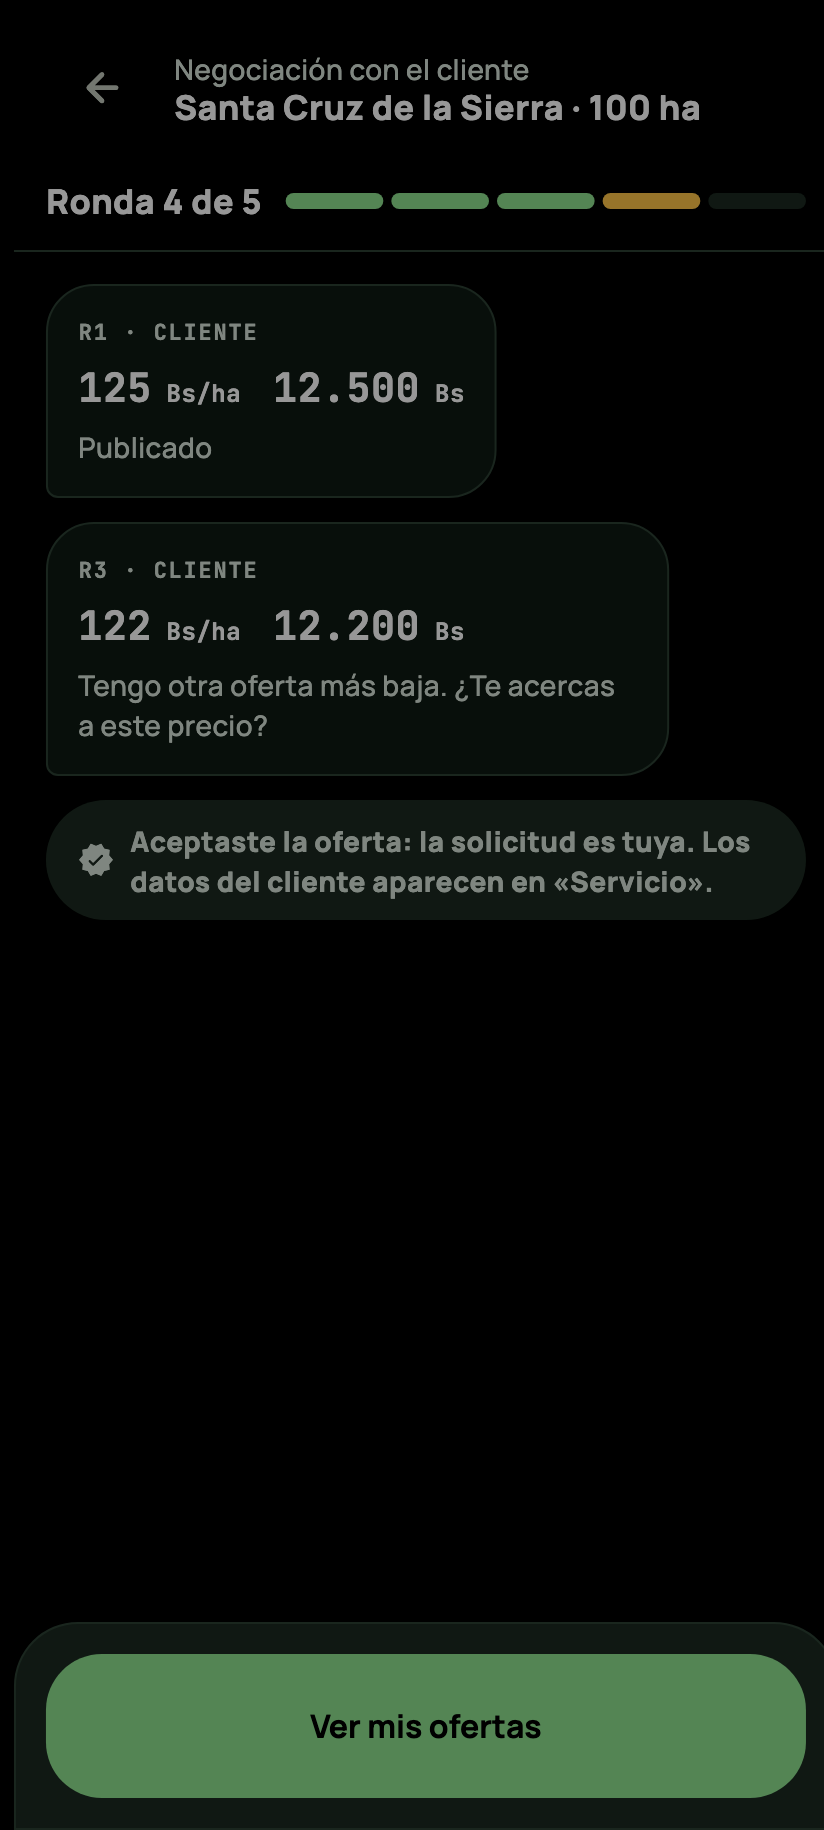 Negociación con el cliente
Santa Cruz de la Sierra · 100 ha
Ronda 4 de 5
R1 · CLIENTE
125 Bs/ha 12.500 Bs
Publicado
R3 · CLIENTE
122 Bs/ha 12.200 Bs
Tengo otra oferta más baja. ¿Te acercas
a este precio?
Aceptaste la oferta: la solicitud es tuya. Los
datos del cliente aparecen en «Servicio».
Ver mis ofertas